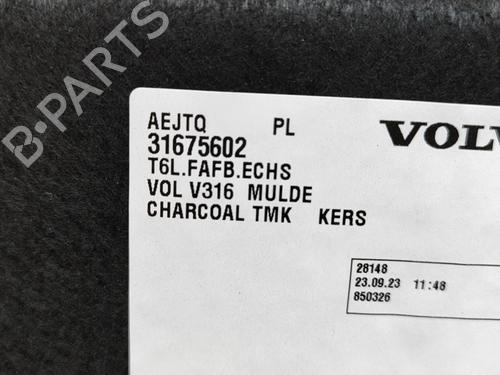 AEJTQ PL
VOLV
31675602
T6L.FAFB.ECHS
VOL V316 MULDE
CHARCOAL TMK KERS
28148
23.09.23 11:48
850326